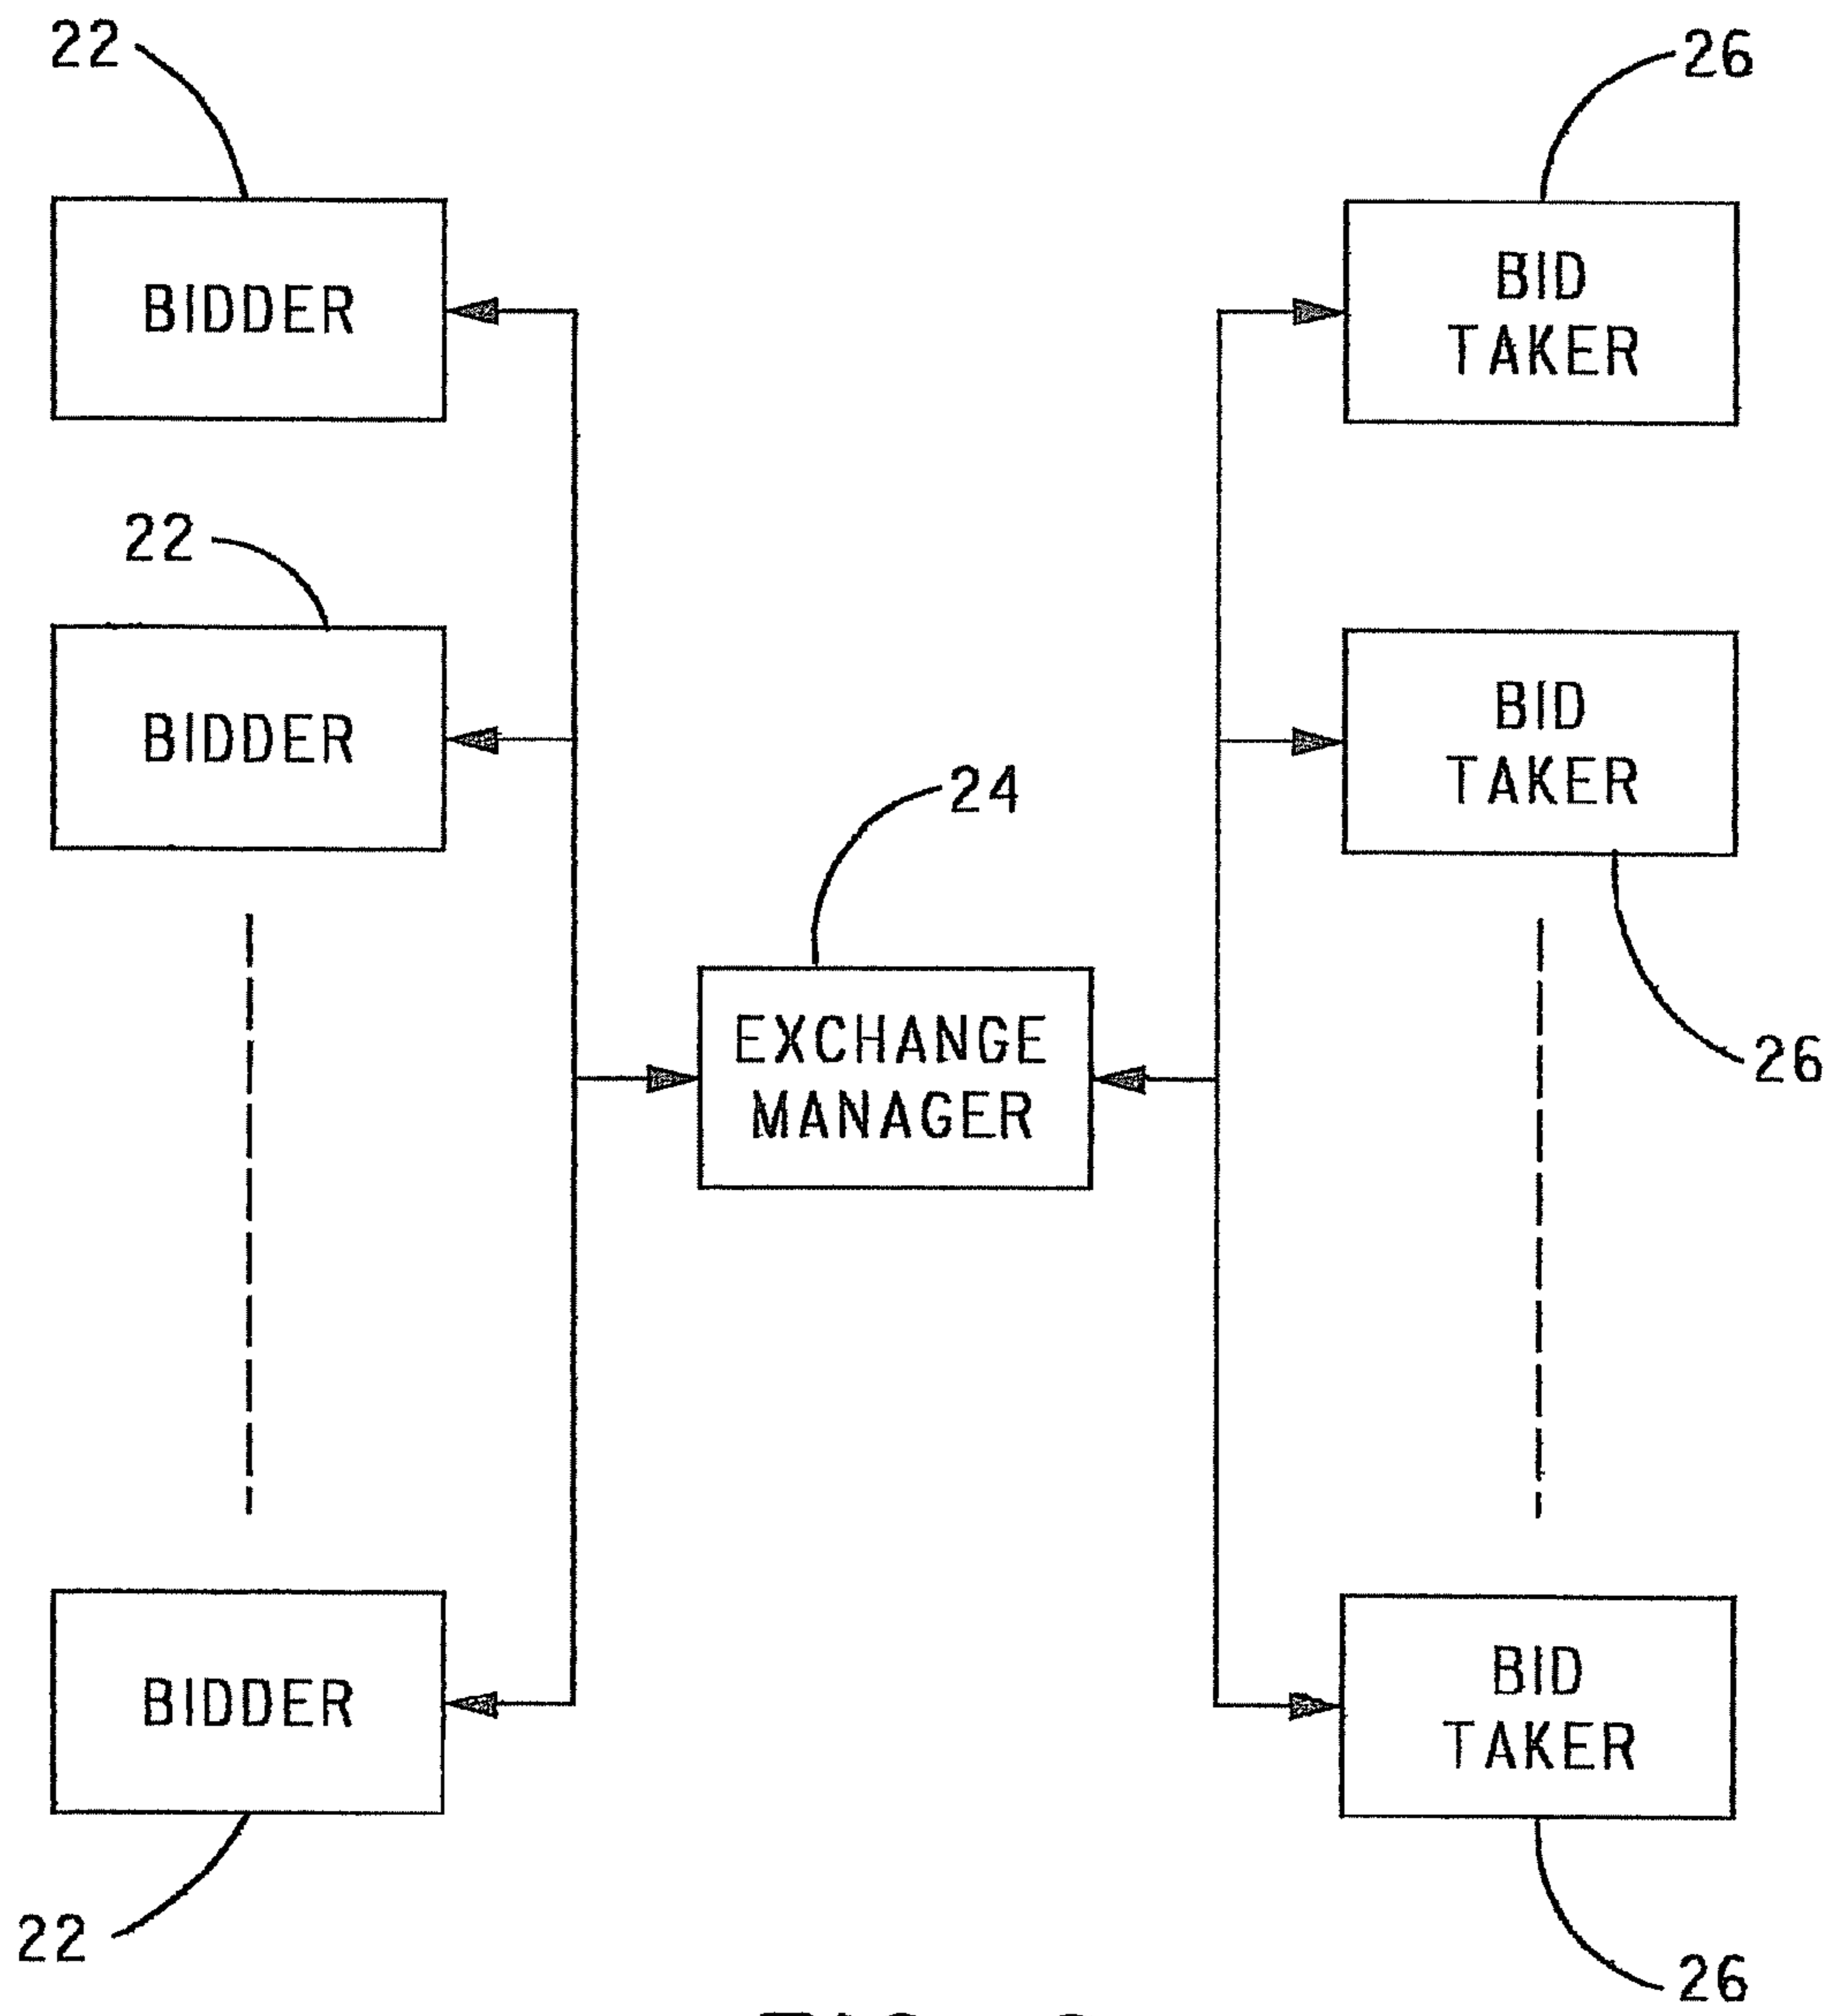 22
26
BIDDER
BID
TAKER
22
BIDDER
BID
TAKER
24
EXCHANGE
MANAGER
26
BIDDER
BID
TAKER
22
26